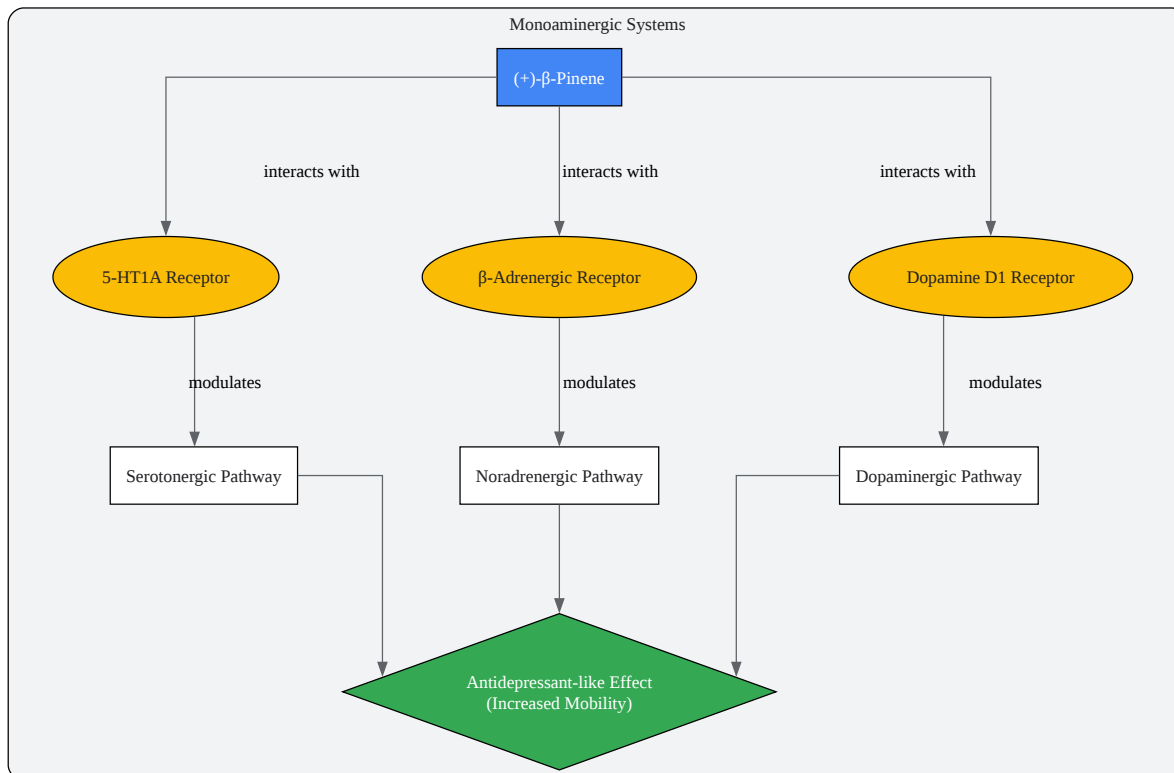 Monoaminergic Systems
(+)-β-Pinene
interacts with
interacts with
interacts with
5-HT1A Receptor
β-Adrenergic Receptor
Dopamine D1 Receptor
modulates
modulates
modulates
Serotonergic Pathway
Noradrenergic Pathway
Dopaminergic Pathway
Antidepressant-like Effect
(Increased Mobility)